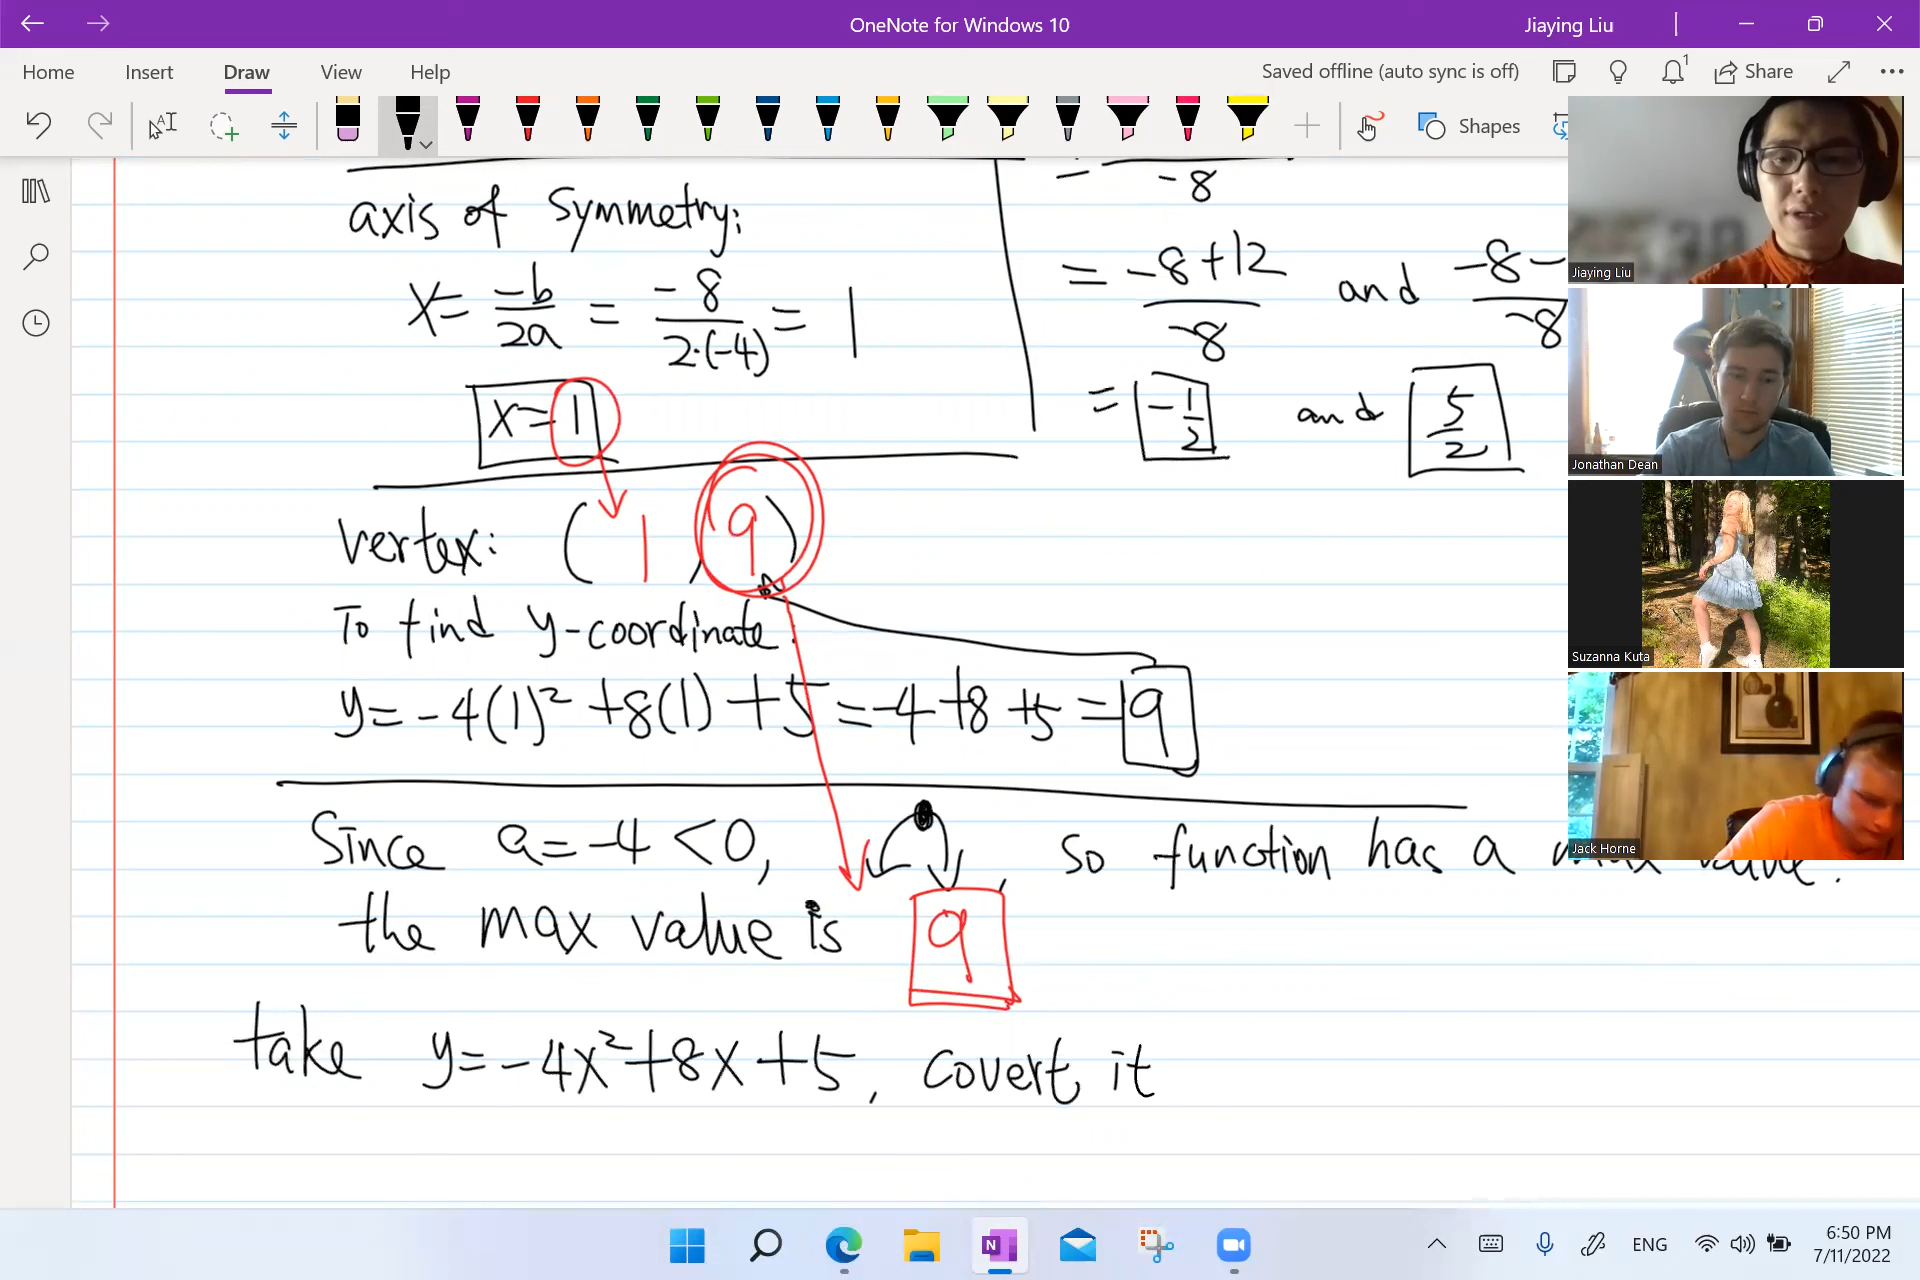 OneNote for Windows 10
Jiaying Liu
Home Insert Draw View Help
Saved offline (auto sync is off)
1
Share
Shapes
axis of symmetry:
x = -b/2a = -8/2·(-4) = 1
x = 1
= /-8
= -8+12/-8 and -8-/-8
= -1/2 and 5/2
vertex: (1, 9)
To find y-coordinate.
y = -4(1)² + 8(1) + 5 = -4+8+5 = 9
Since a = -4 < 0, , so function has a max value.
the max value is 9
take y = -4x² + 8x + 5, covert it
Jiaying Liu
Jonathan Dean
Suzanna Kuta
Jack Horne
N
ENG
6:50 PM
7/11/2022